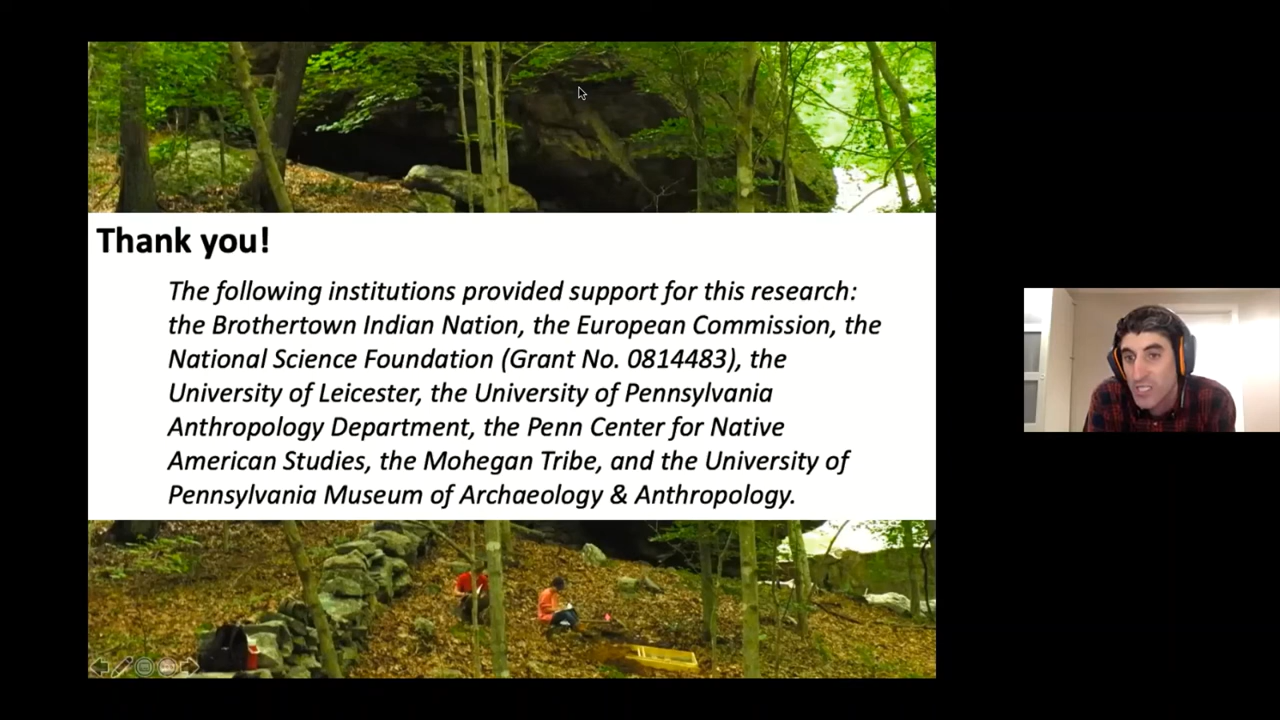 Thank you!
The following institutions provided support for this research:
the Brothertown Indian Nation, the European Commission, the
National Science Foundation (Grant No. 0814483), the
University of Leicester, the University of Pennsylvania
Anthropology Department, the Penn Center for Native
American Studies, the Mohegan Tribe, and the University of
Pennsylvania Museum of Archaeology & Anthropology.